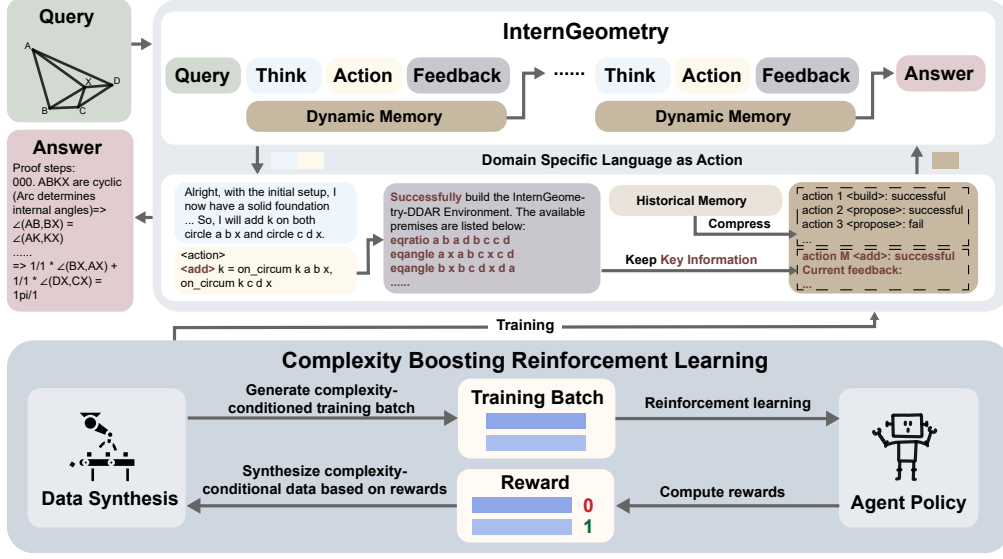 Query
A
X
D
B
C
InternGeometry
Query
Think
Action
Feedback
......
Think
Action
Feedback
Answer
Dynamic Memory
Dynamic Memory
Answer
Proof steps:
000. ABKX are cyclic
(Arc determines
internal angles)=>
∠(AB,BX) =
∠(AK,KX)
......
=> 1/1 * ∠(BX,AX) +
1/1 * ∠(DX,CX) =
1pi/1
Domain Specific Language as Action
Alright, with the initial setup, I
now have a solid foundation
... So, I will add k on both
circle a b x and circle c d x.
<action>
<add> k = on_circum k a b x,
on_circum k c d x
Successfully build the InternGeome-
try-DDAR Environment. The available
premises are listed below:
eqratio a b a d b c c d
eqangle a x a b c x c d
eqangle b x b c d x d a
......
Historical Memory
Compress
Keep Key Information
action 1 <build>: successful
action 2 <propose>: successful
action 3 <propose>: fail
...
action M <add>: successful
Current feedback:
...
Training
Complexity Boosting Reinforcement Learning
Data Synthesis
Generate complexity-
conditioned training batch
Training Batch
Reinforcement learning
Synthesize complexity-
conditional data based on rewards
Reward
0
1
Compute rewards
Agent Policy